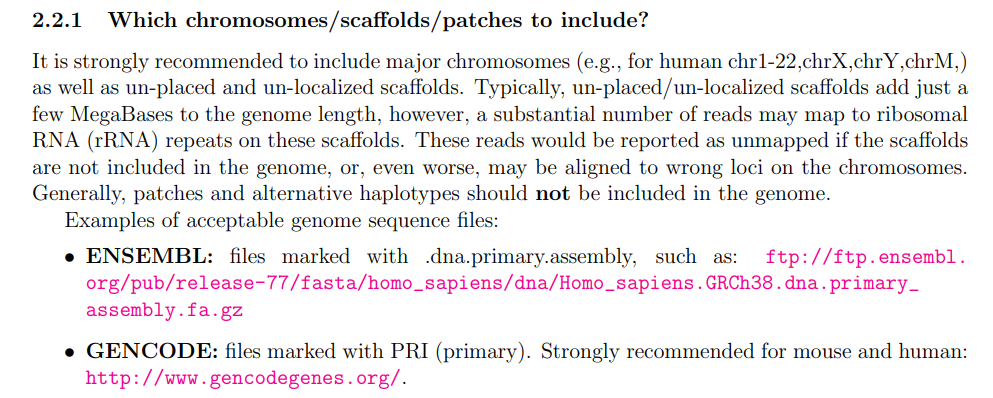 2.2.1 Which chromosomes/scaffolds/patches to include?
It is strongly recommended to include major chromosomes (e.g., for human chr1-22,chrX,chrY,chrM,)
as well as un-placed and un-localized scaffolds. Typically, un-placed/un-localized scaffolds add just a
few MegaBases to the genome length, however, a substantial number of reads may map to ribosomal
RNA (rRNA) repeats on these scaffolds. These reads would be reported as unmapped if the scaffolds
are not included in the genome, or, even worse, may be aligned to wrong loci on the chromosomes.
Generally, patches and alternative haplotypes should not be included in the genome.
Examples of acceptable genome sequence files:
• ENSEMBL: files marked with .dna.primary.assembly, such as: ftp://ftp.ensembl.
org/pub/release-77/fasta/homo_sapiens/dna/Homo_sapiens.GRCh38.dna.primary_
assembly.fa.gz
• GENCODE: files marked with PRI (primary). Strongly recommended for mouse and human:
http://www.gencodegenes.org/.